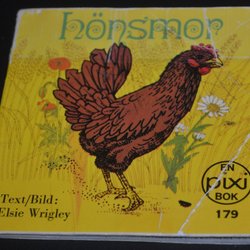 hönsmor
Text/Bild:
Elsie Wrigley
EN
pixi
BOK
179